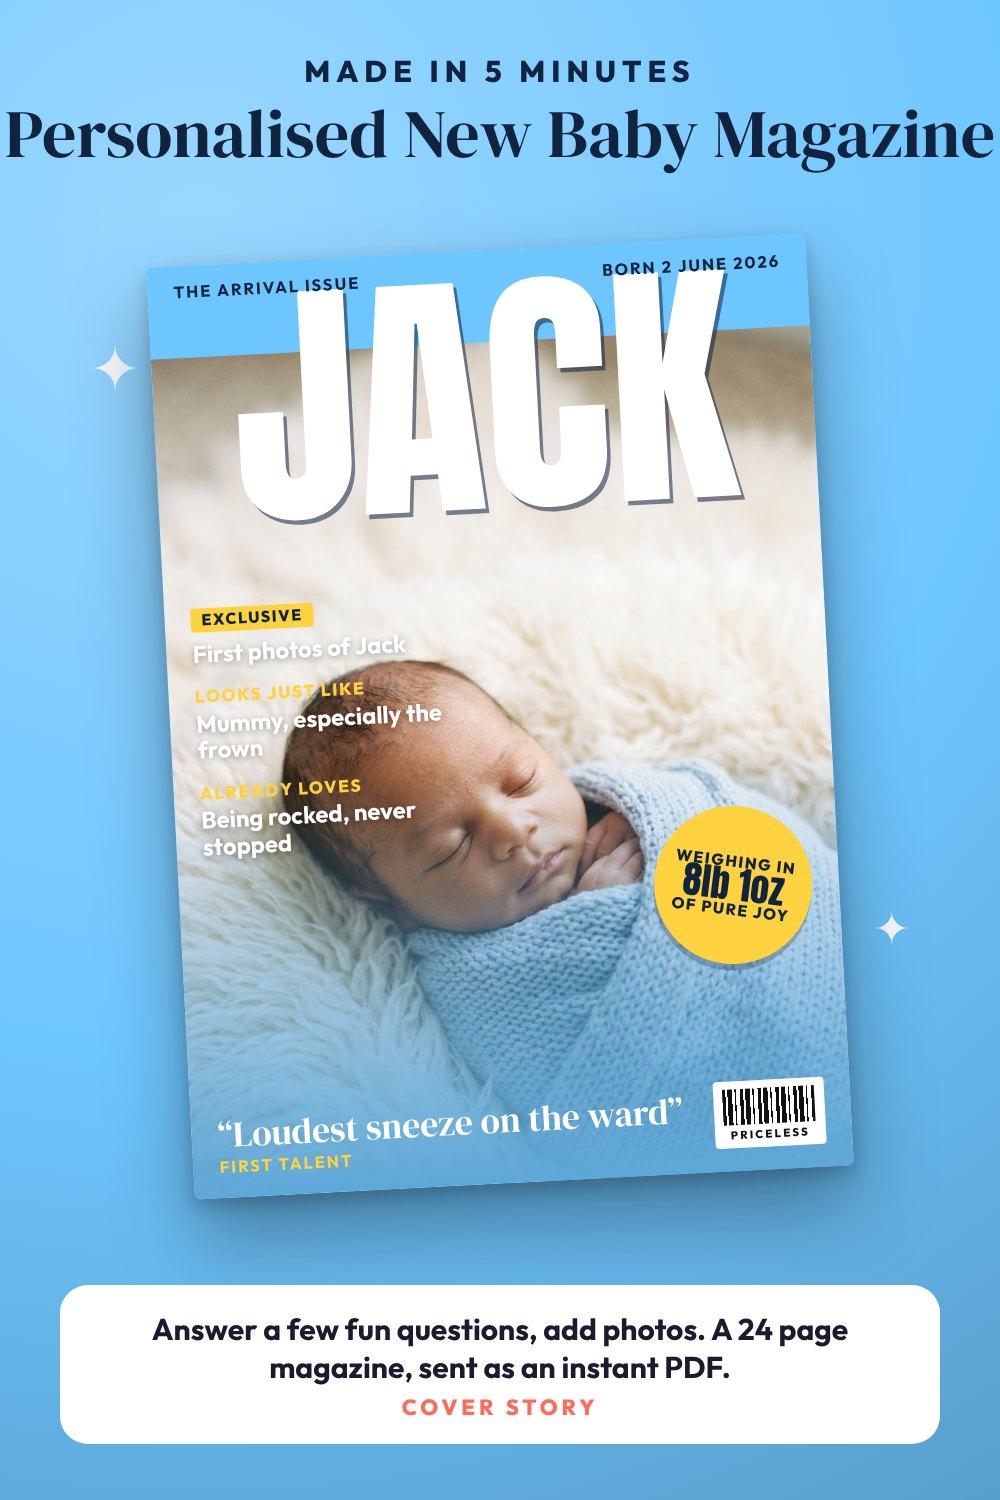 MADE IN 5 MINUTES
Personalised New Baby Magazine
THE ARRIVAL ISSUE
BORN 2 JUNE 2026
JACK
EXCLUSIVE
First photos of Jack
LOOKS JUST LIKE
Mummy, especially the
frown
ALREADY LOVES
Being rocked, never
stopped
WEIGHING IN
8lb 1oz
OF PURE JOY
“Loudest sneeze on the ward”
FIRST TALENT
PRICELESS
Answer a few fun questions, add photos. A 24 page
magazine, sent as an instant PDF.
COVER STORY